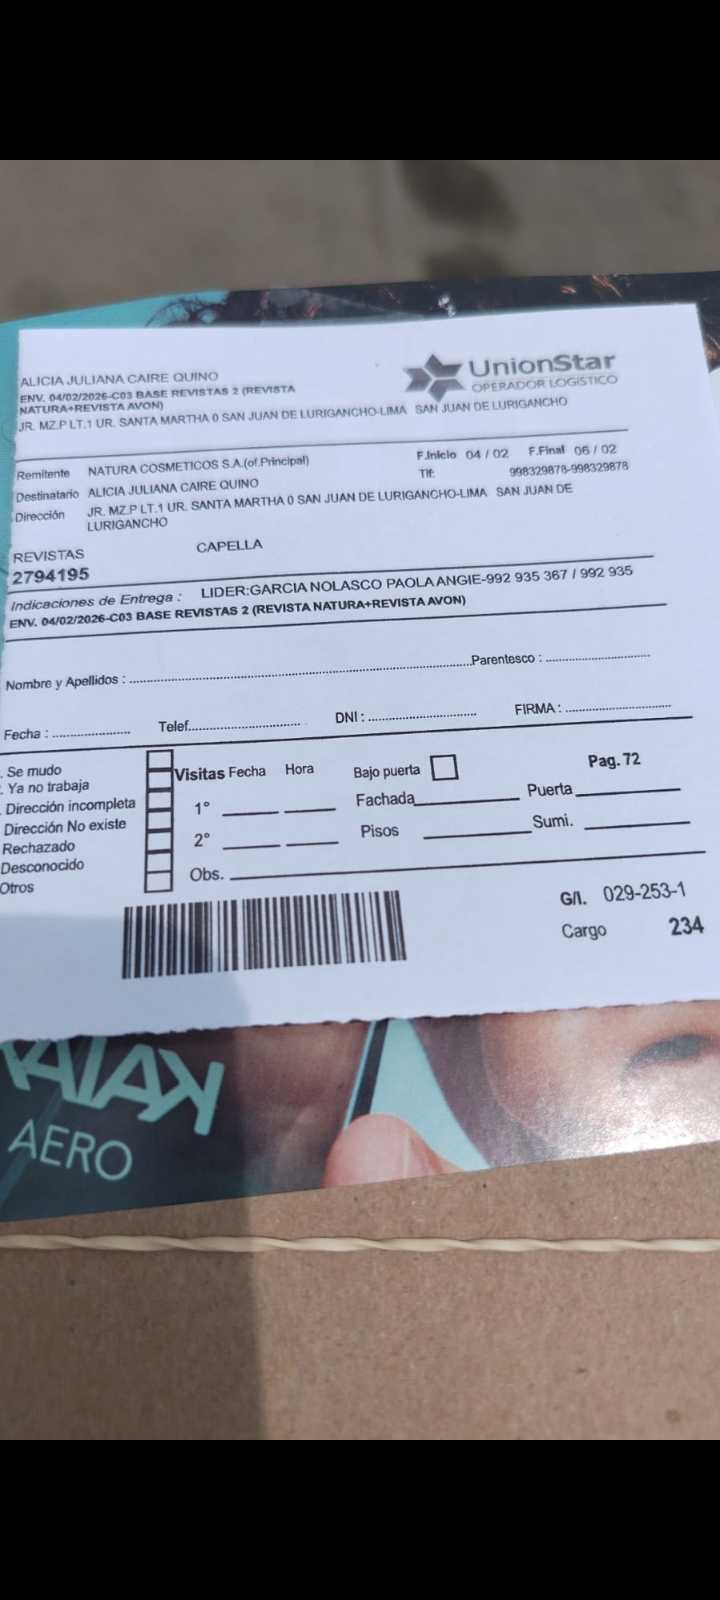 ALICIA JULIANA CAIRE QUINO
UnionStar
OPERADOR LOGÍSTICO
ENV. 04/02/2026-C03 BASE REVISTAS 2 (REVISTA
NATURA+REVISTA AVON)
JR. MZ.P LT.1 UR. SANTA MARTHA 0 SAN JUAN DE LURIGANCHO-LIMA SAN JUAN DE LURIGANCHO
Remitente NATURA COSMETICOS S.A.(of.Principal) F.Inicio 04 / 02 F.Final 06 / 02
Destinatario ALICIA JULIANA CAIRE QUINO Tlf: 998329878-998329878
Dirección JR. MZ.P LT.1 UR. SANTA MARTHA 0 SAN JUAN DE LURIGANCHO-LIMA SAN JUAN DE
LURIGANCHO
REVISTAS CAPELLA
2794195
Indicaciones de Entrega : LIDER:GARCIA NOLASCO PAOLA ANGIE-992 935 367 / 992 935
ENV. 04/02/2026-C03 BASE REVISTAS 2 (REVISTA NATURA+REVISTA AVON)
Nombre y Apellidos : Parentesco :
Fecha : Telef. DNI : FIRMA :
. Se mudo Visitas Fecha Hora Bajo puerta Pag. 72
. Ya no trabaja
. Dirección incompleta 1° Fachada Puerta
Dirección No existe
Rechazado 2° Pisos Sumi.
Desconocido
Otros Obs.
G/I. 029-253-1
Cargo 234
KAIAK
AERO